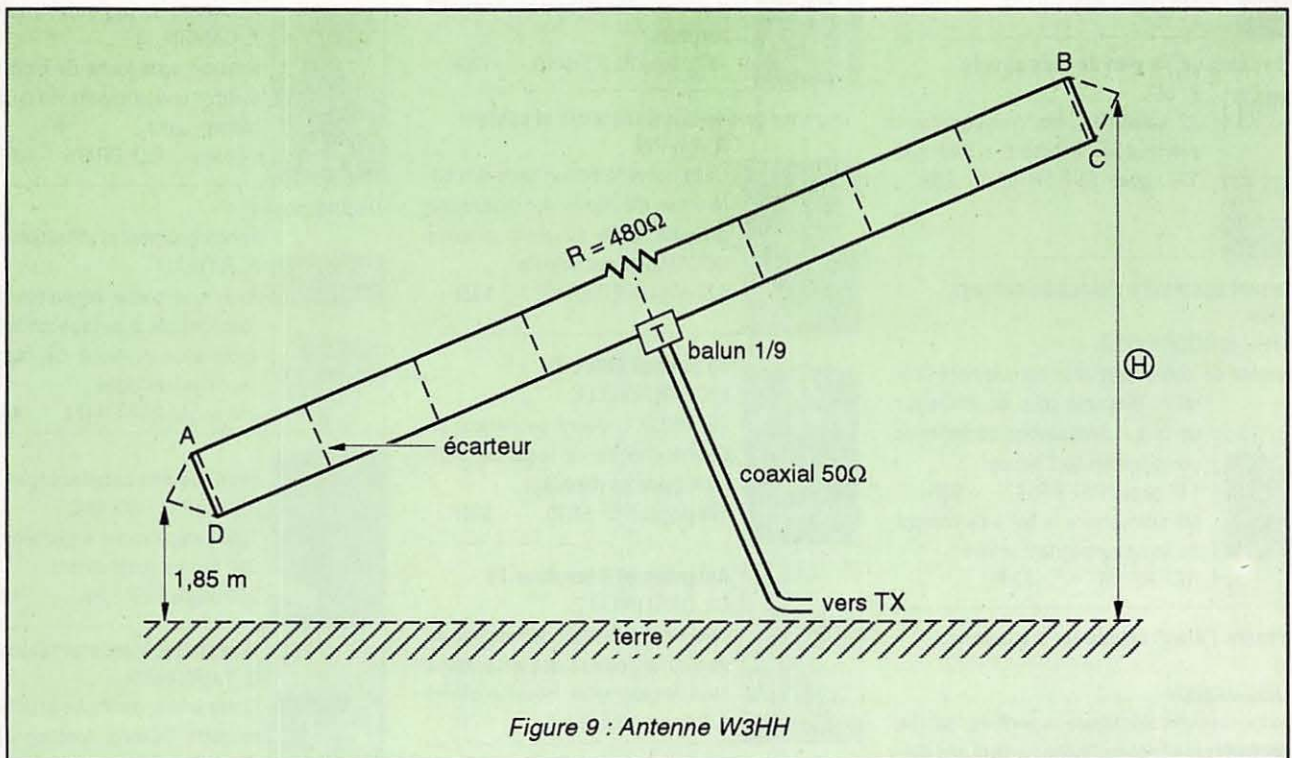 B
C
R = 480Ω
T
balun 1/9
H
A
écarteur
D
coaxial 50Ω
1,85 m
vers TX
terre
Figure 9 : Antenne W3HH